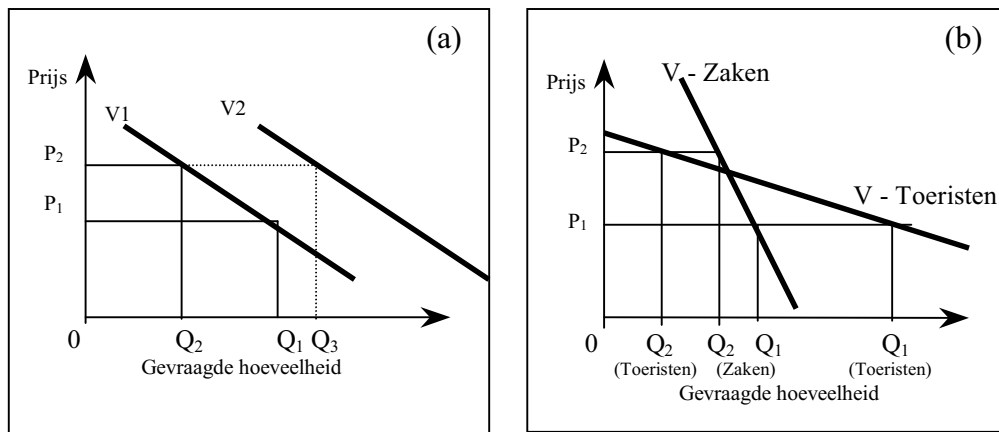 (a)
Prijs
V1
V2
P₂
P₁
0
Q₂
Q₁
Q₃
Gevraagde hoeveelheid
(b)
Prijs
V - Zaken
P₂
V - Toeristen
P₁
0
Q₂
Q₂
Q₁
Q₁
(Toeristen)
(Zaken)
(Toeristen)
Gevraagde hoeveelheid